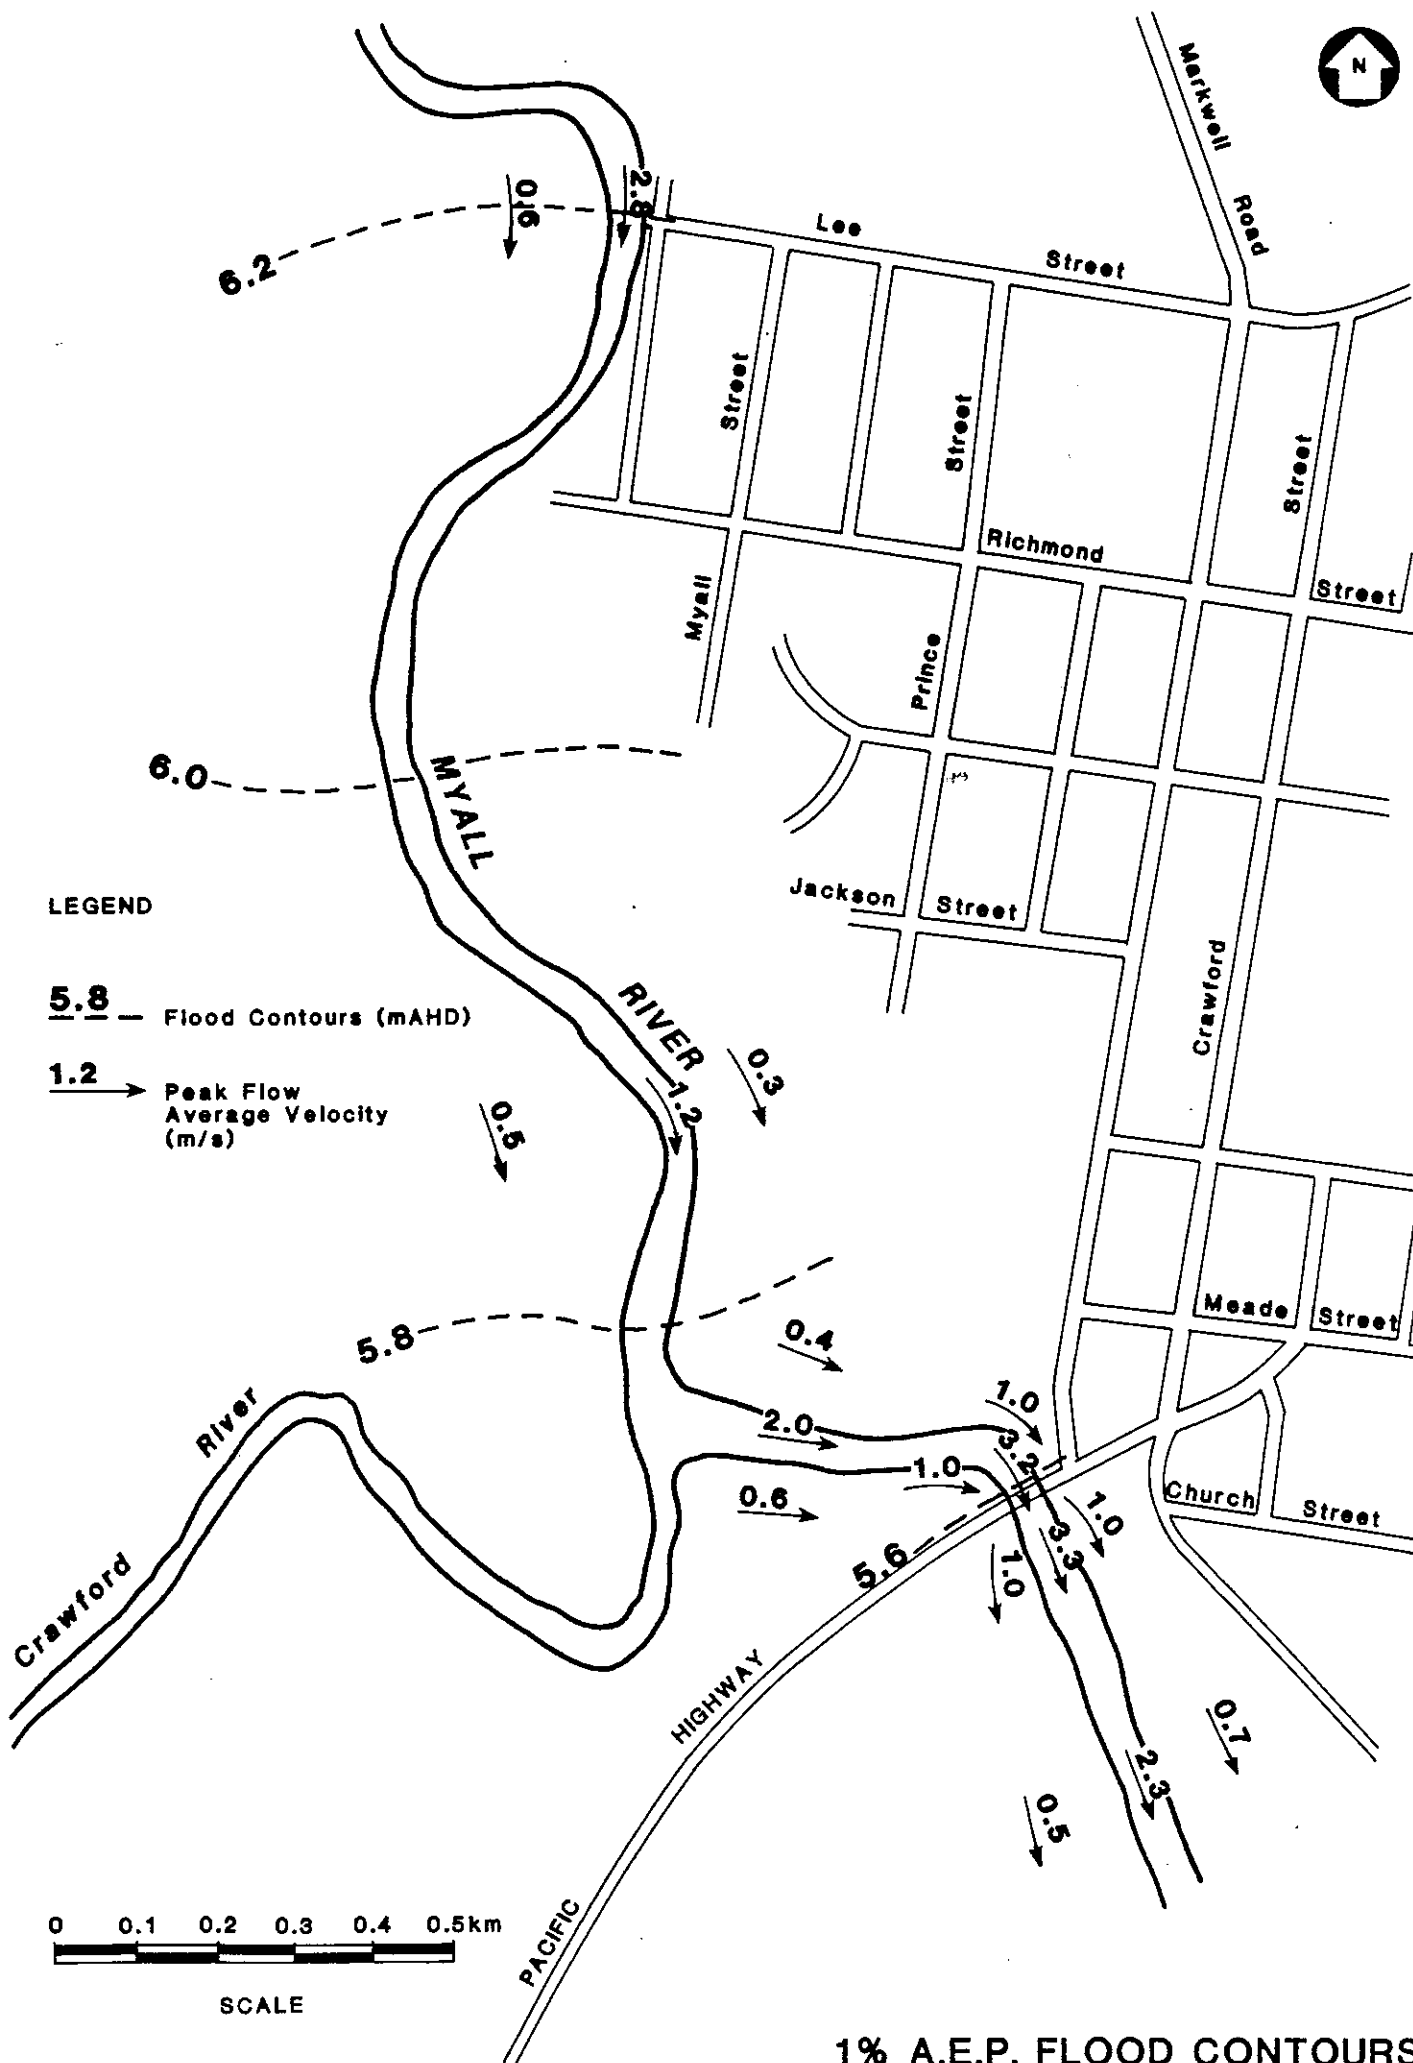 N
Markwell
Road
0.6
2.8
Lee
Street
6.2
Street
Street
Street
Richmond
Street
Myall
Prince
6.0
MYALL
Jackson
Street
LEGEND
5.8
Flood Contours (mAHD)
1.2
Peak Flow
Average Velocity
(m/s)
Crawford
RIVER
0.3
1.2
0.5
Meade
Street
5.8
0.4
River
1.0
2.0
3.2
1.0
0.6
Church
Street
1.0
3.3
5.6
1.0
Crawford
HIGHWAY
0.7
2.3
0.5
PACIFIC
0 0.1 0.2 0.3 0.4 0.5km
SCALE
1% A.E.P. FLOOD CONTOURS